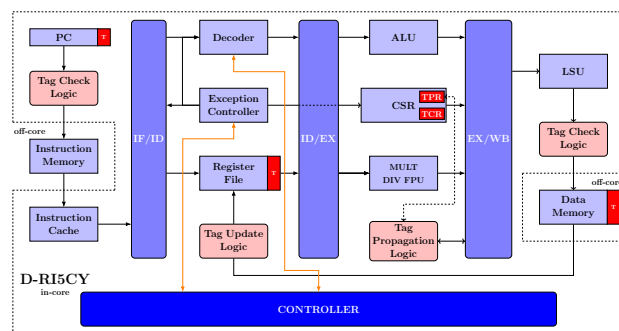 PC
T
Decoder
ALU
LSU
Tag Check
Logic
off-core
Exception
Controller
CSR
TPR
TCR
Tag Check
Logic
IF/ID
ID/EX
EX/WB
Instruction
Memory
Register
File
T
MULT
DIV FPU
off-core
Data
Memory
T
Instruction
Cache
Tag Update
Logic
Tag
Propagation
Logic
D-RI5CY
in-core
CONTROLLER